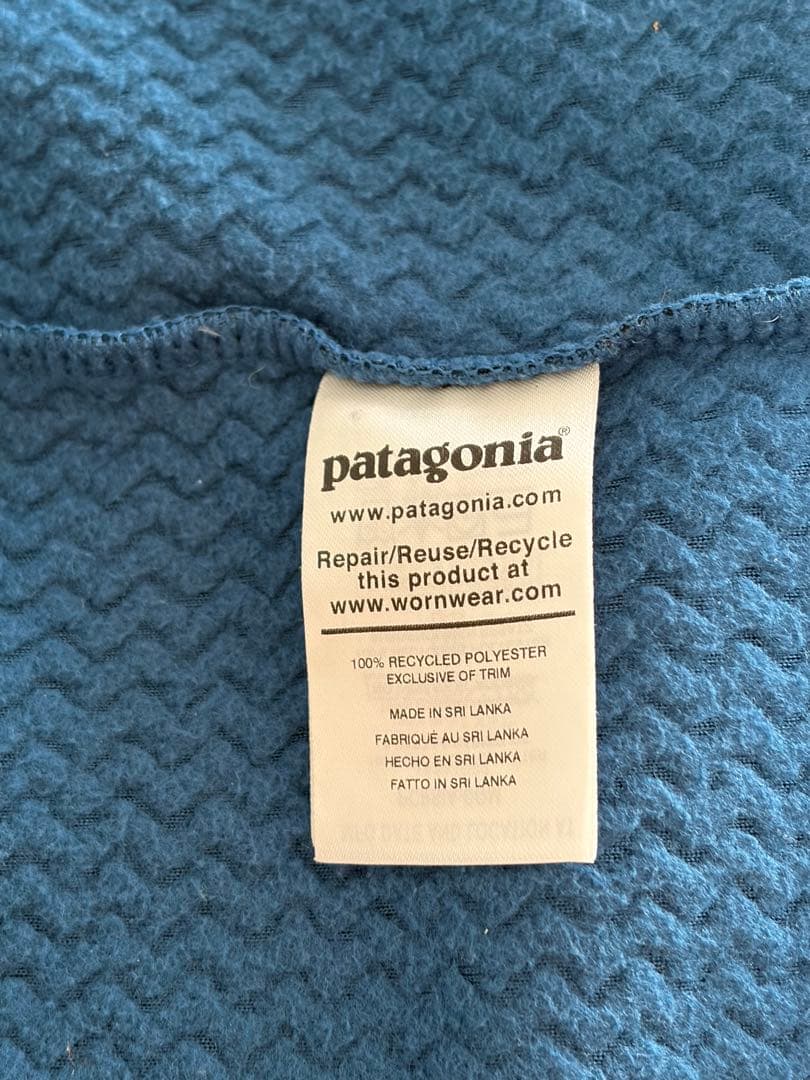 patagonia®
www.patagonia.com
Repair/Reuse/Recycle
this product at
www.wornwear.com
100% RECYCLED POLYESTER
EXCLUSIVE OF TRIM
MADE IN SRI LANKA
FABRIQUÉ AU SRI LANKA
HECHO EN SRI LANKA
FATTO IN SRI LANKA